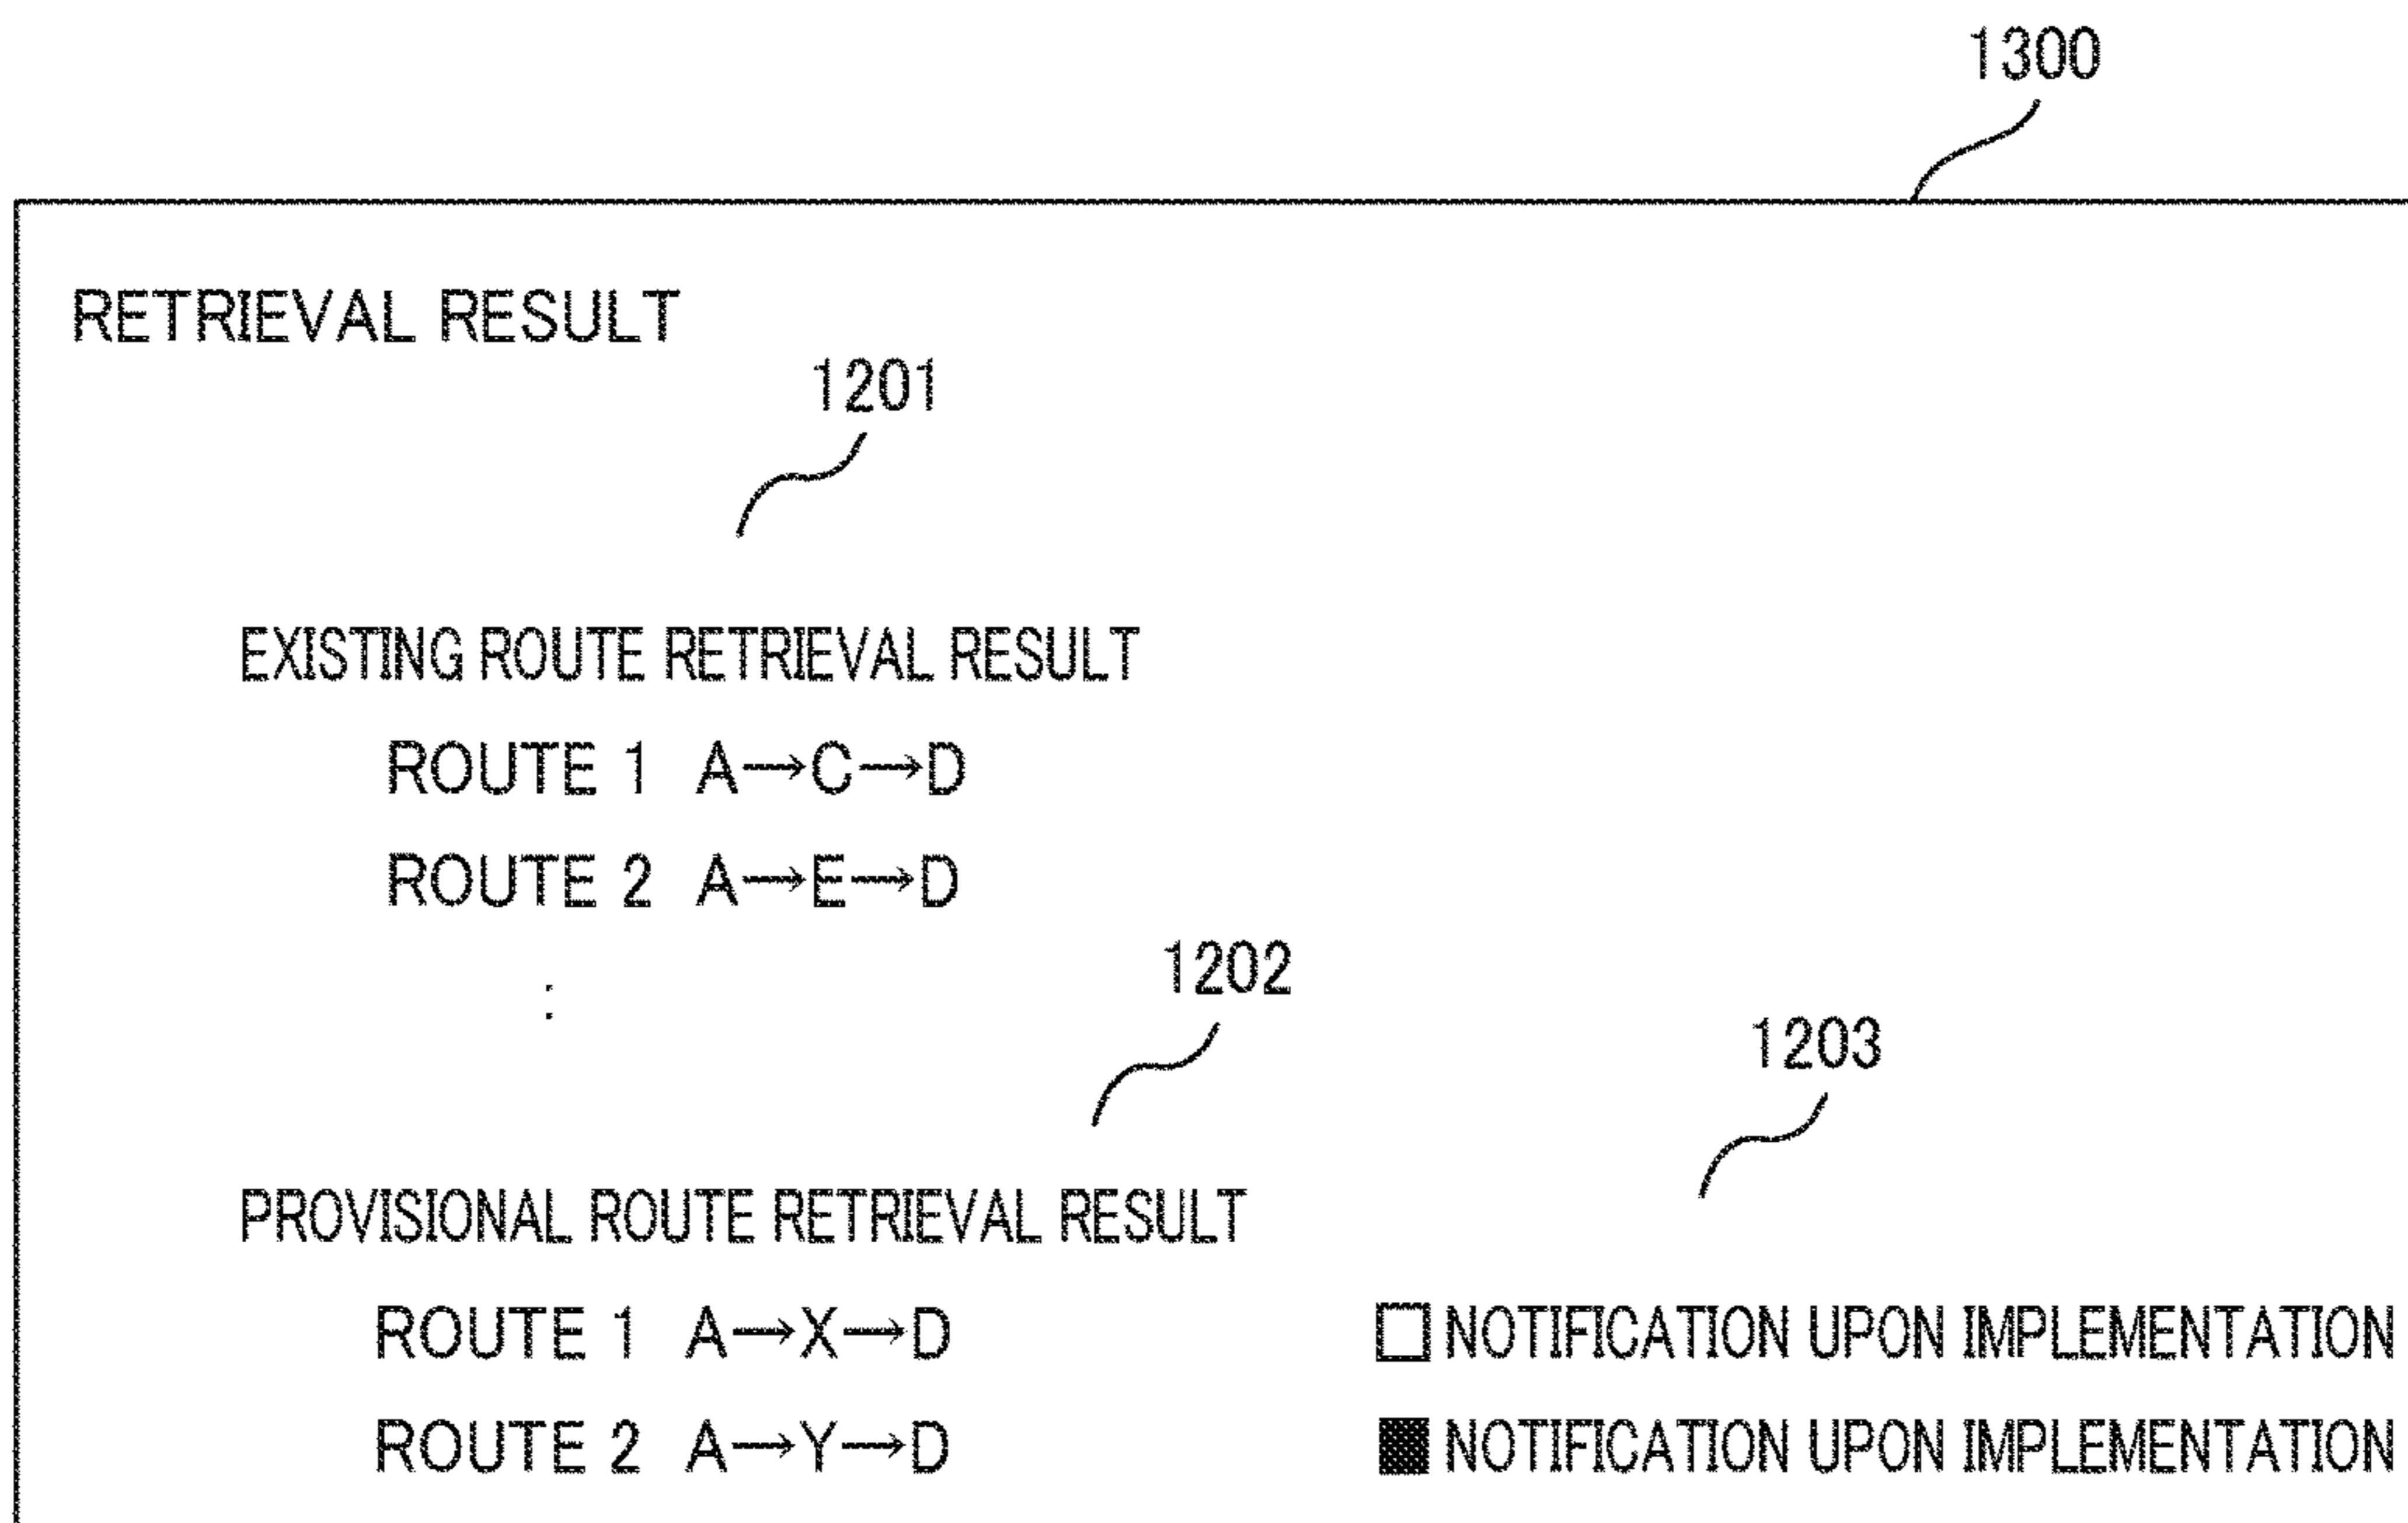 1300
RETRIEVAL RESULT
1201
EXISTING ROUTE RETRIEVAL RESULT
ROUTE 1 A→C→D
ROUTE 2 A→E→D
:
1202
1203
PROVISIONAL ROUTE RETRIEVAL RESULT
ROUTE 1 A→X→D □ NOTIFICATION UPON IMPLEMENTATION
ROUTE 2 A→Y→D ■ NOTIFICATION UPON IMPLEMENTATION